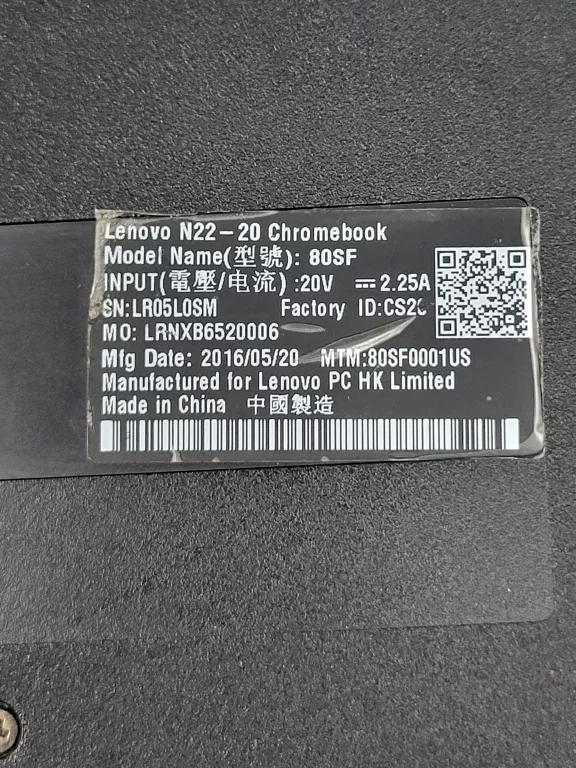 Lenovo N22-20 Chromebook
Model Name(型號): 80SF
INPUT(電壓/电流) :20V ⎓ 2.25A
SN:LR05L0SM Factory ID:CS2
MO: LRNXB6520006
Mfg Date: 2016/05/20 MTM:80SF0001US
Manufactured for Lenovo PC HK Limited
Made in China 中國製造